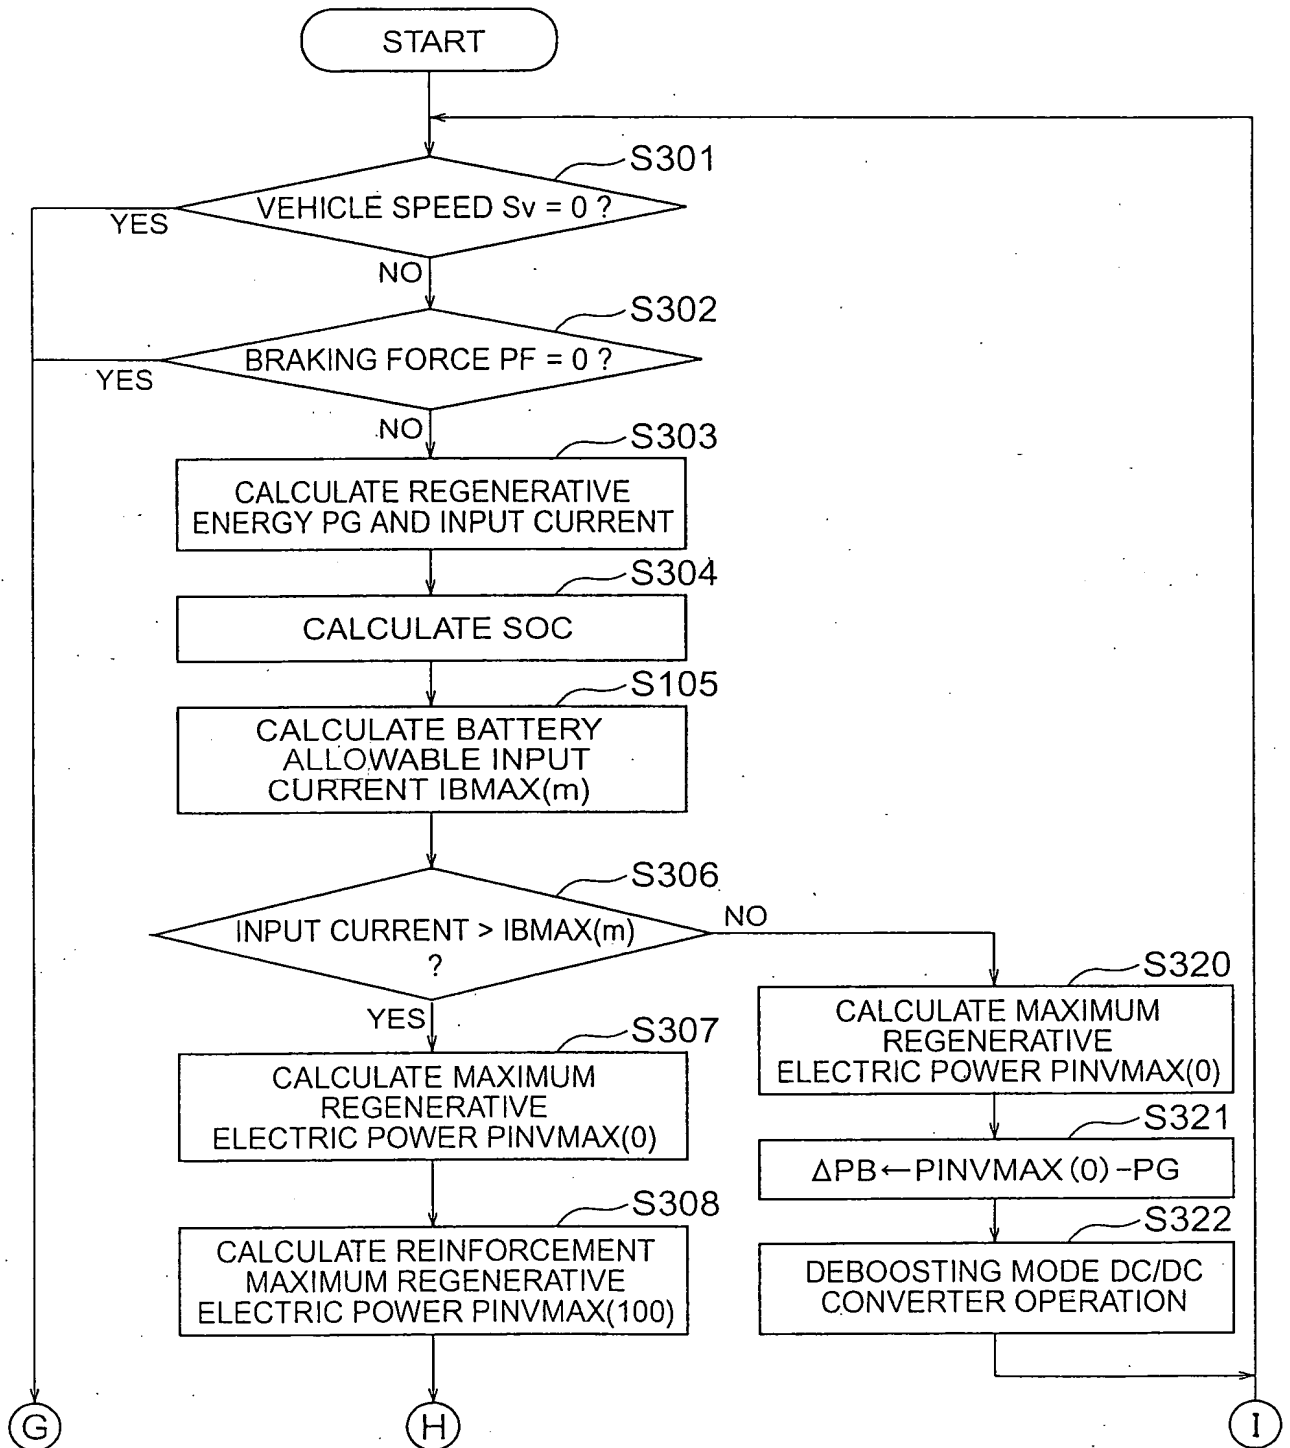 START
S301
VEHICLE SPEED Sv = 0 ?
YES
NO
S302
BRAKING FORCE PF = 0 ?
YES
NO
S303
CALCULATE REGENERATIVE
ENERGY PG AND INPUT CURRENT
S304
CALCULATE SOC
S105
CALCULATE BATTERY
ALLOWABLE INPUT
CURRENT IBMAX(m)
S306
INPUT CURRENT > IBMAX(m)
?
NO
YES
S307
CALCULATE MAXIMUM
REGENERATIVE
ELECTRIC POWER PINVMAX(0)
S308
CALCULATE REINFORCEMENT
MAXIMUM REGENERATIVE
ELECTRIC POWER PINVMAX(100)
S320
CALCULATE MAXIMUM
REGENERATIVE
ELECTRIC POWER PINVMAX(0)
S321
ΔPB←PINVMAX(0)-PG
S322
DEBOOSTING MODE DC/DC
CONVERTER OPERATION
G
H
I